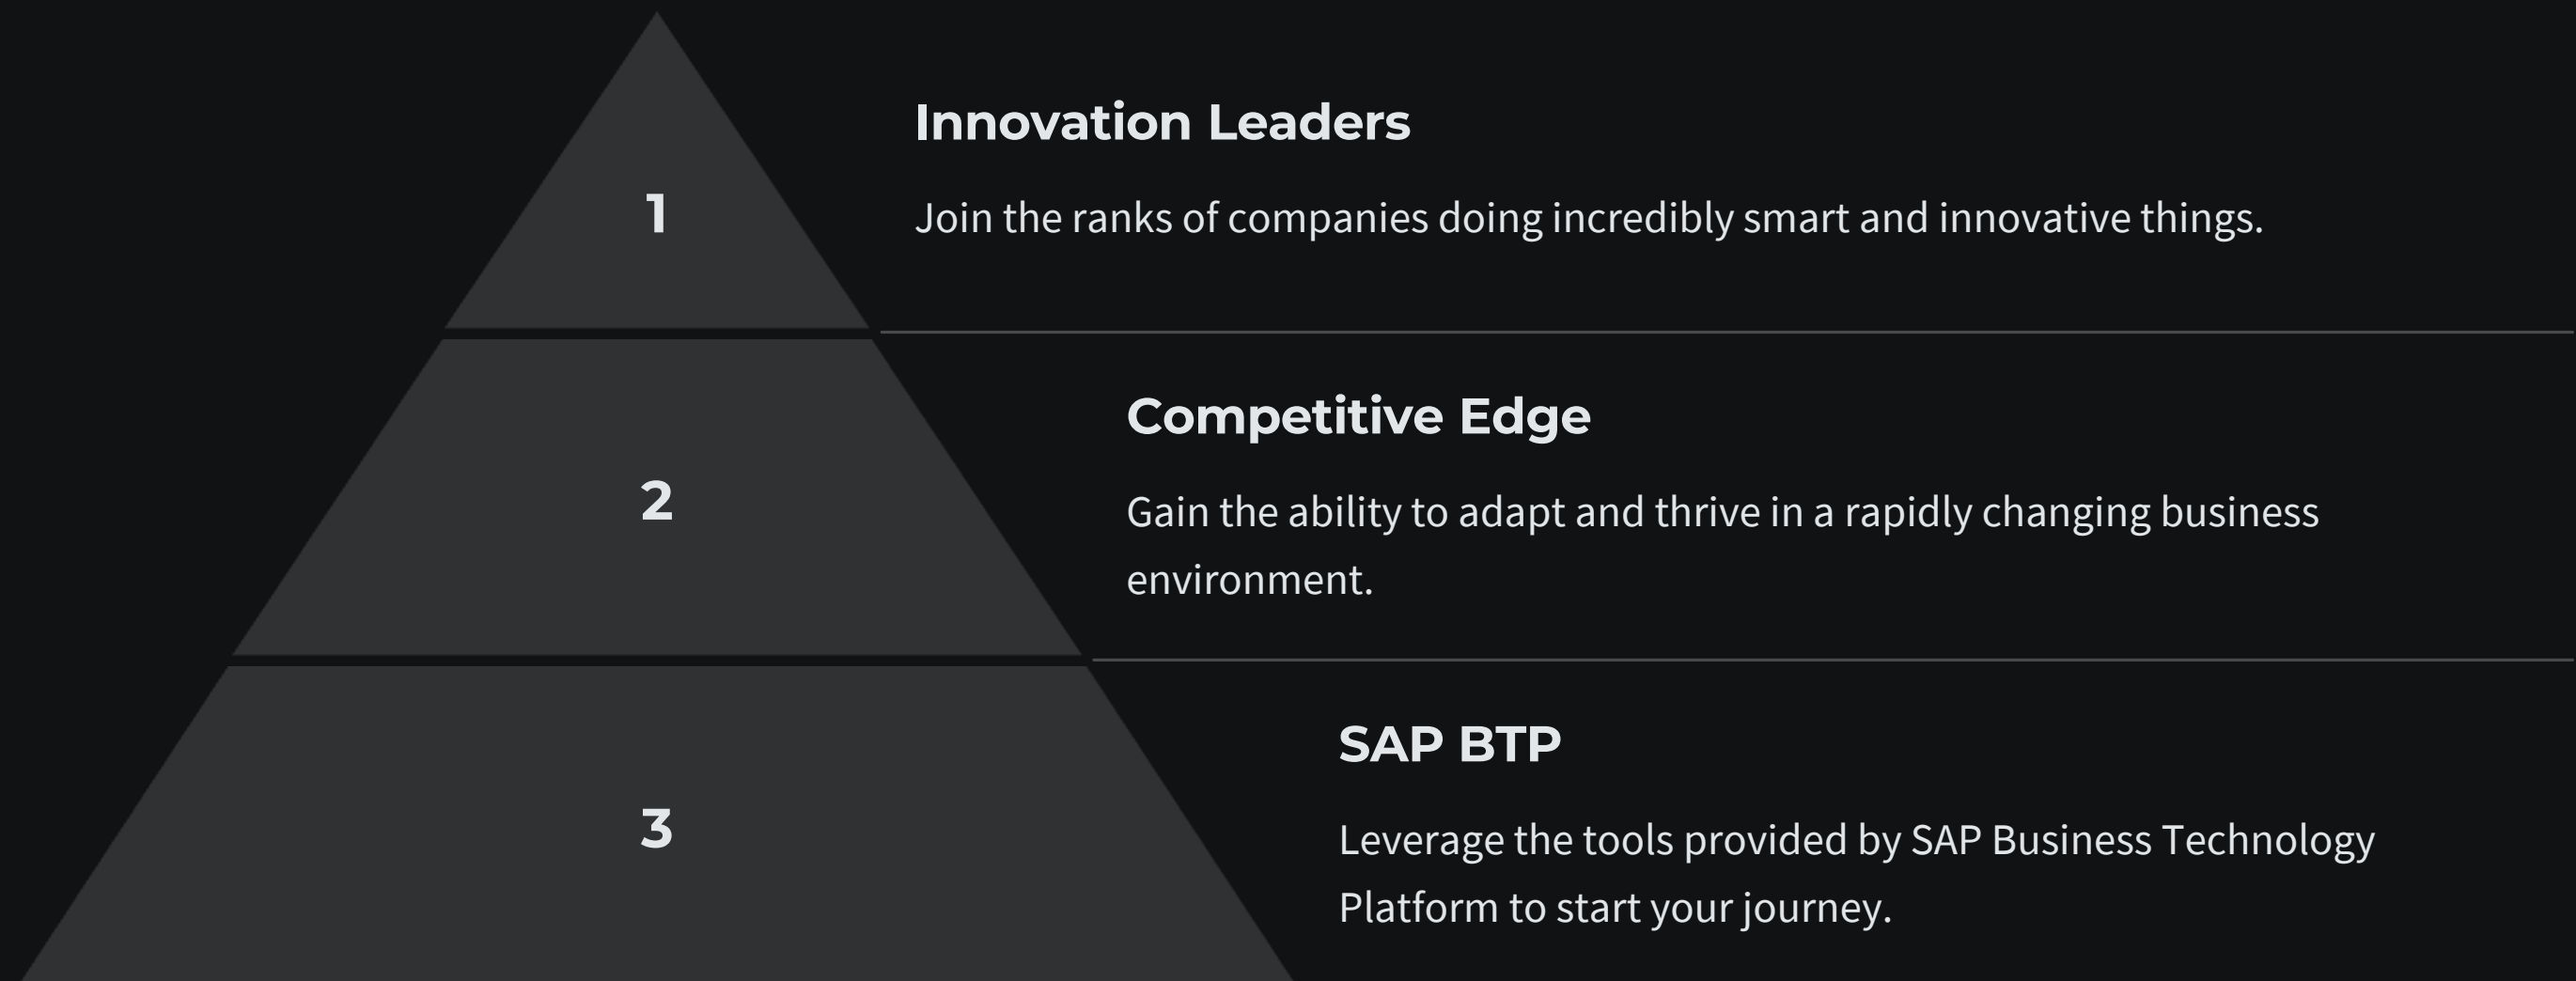 1
Innovation Leaders
Join the ranks of companies doing incredibly smart and innovative things.
2
Competitive Edge
Gain the ability to adapt and thrive in a rapidly changing business
environment.
3
SAP BTP
Leverage the tools provided by SAP Business Technology
Platform to start your journey.